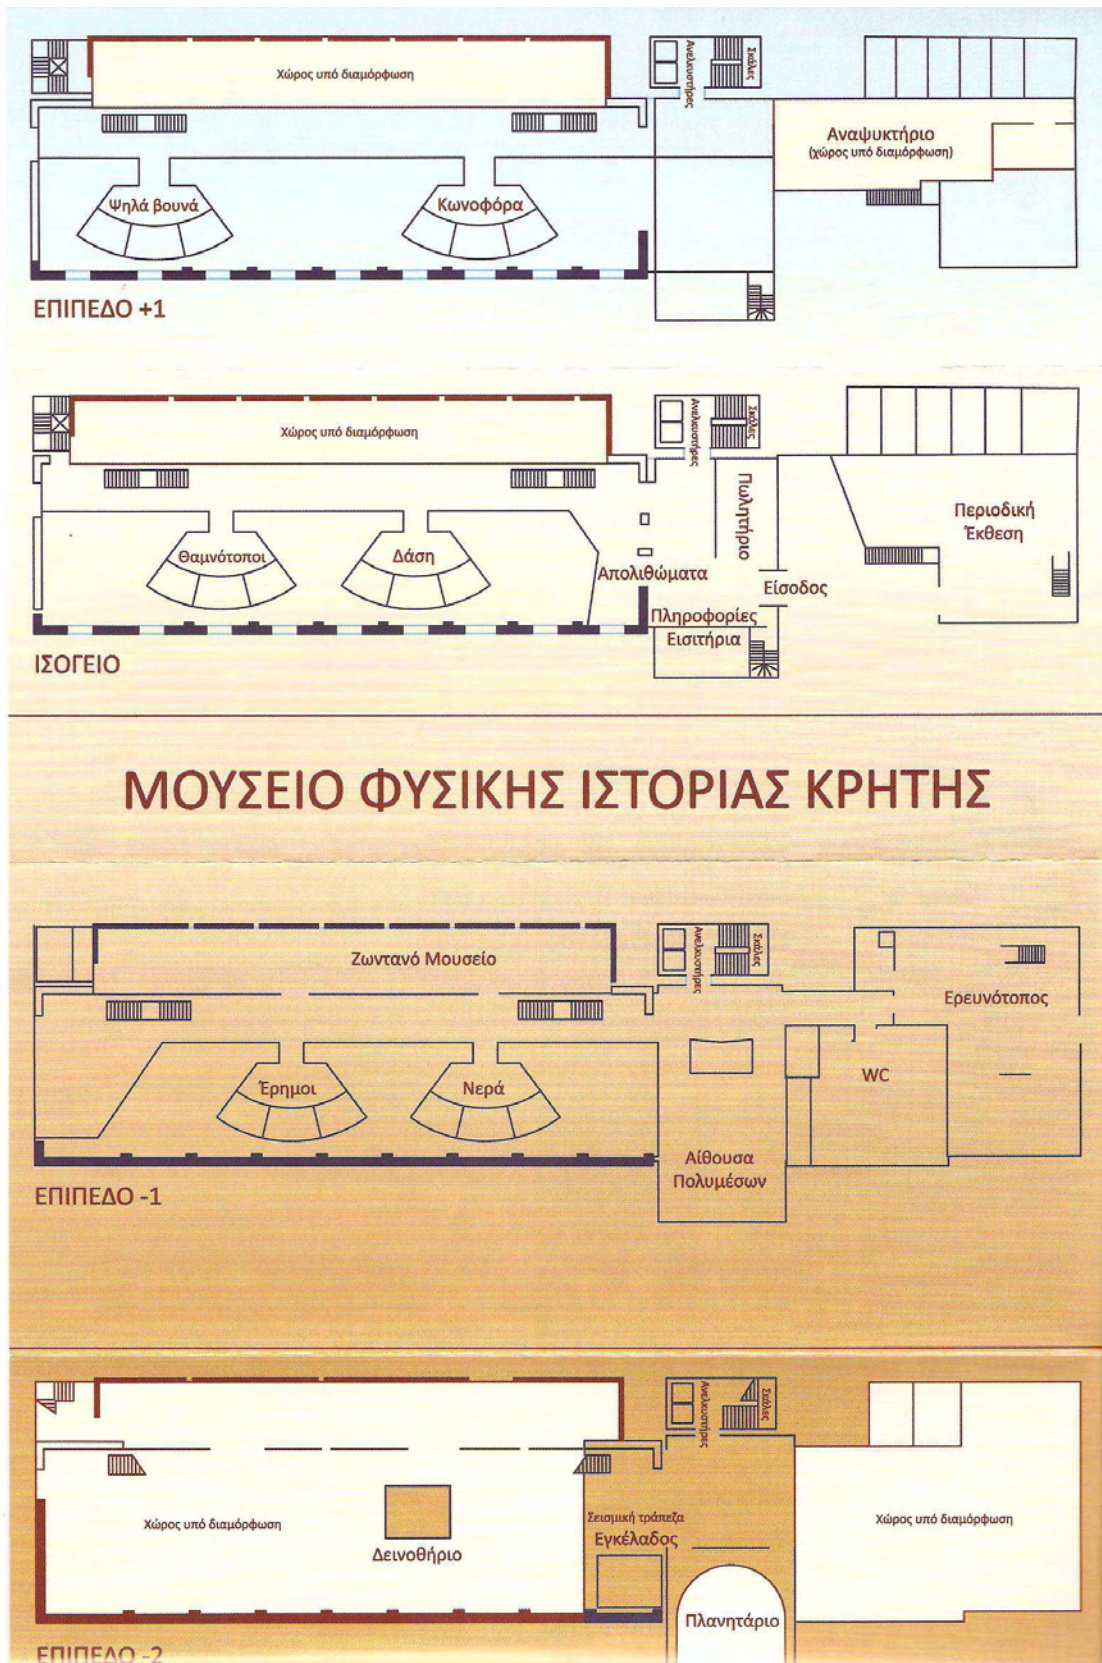 Χώρος υπό διαμόρφωση
Ανελκυστήρες
Σκάλες
Αναψυκτήριο
(χώρος υπό διαμόρφωση)
Ψηλά βουνά
Κωνοφόρα
ΕΠΙΠΕΔΟ +1
Χώρος υπό διαμόρφωση
Ανελκυστήρες
Σκάλες
Πωλητήριο
Περιοδική
Έκθεση
Θαμνότοποι
Δάση
Απολιθώματα
Είσοδος
Πληροφορίες
Εισιτήρια
ΙΣΟΓΕΙΟ
ΜΟΥΣΕΙΟ ΦΥΣΙΚΗΣ ΙΣΤΟΡΙΑΣ ΚΡΗΤΗΣ
Ζωντανό Μουσείο
Ανελκυστήρες
Σκάλες
Ερευνότοπος
Έρημοι
Νερά
WC
Αίθουσα
Πολυμέσων
ΕΠΙΠΕΔΟ -1
Ανελκυστήρες
Σκάλες
Χώρος υπό διαμόρφωση
Δεινοθήριο
Σεισμική τράπεζα
Εγκέλαδος
Χώρος υπό διαμόρφωση
Πλανητάριο
ΕΠΙΠΕΔΟ -2